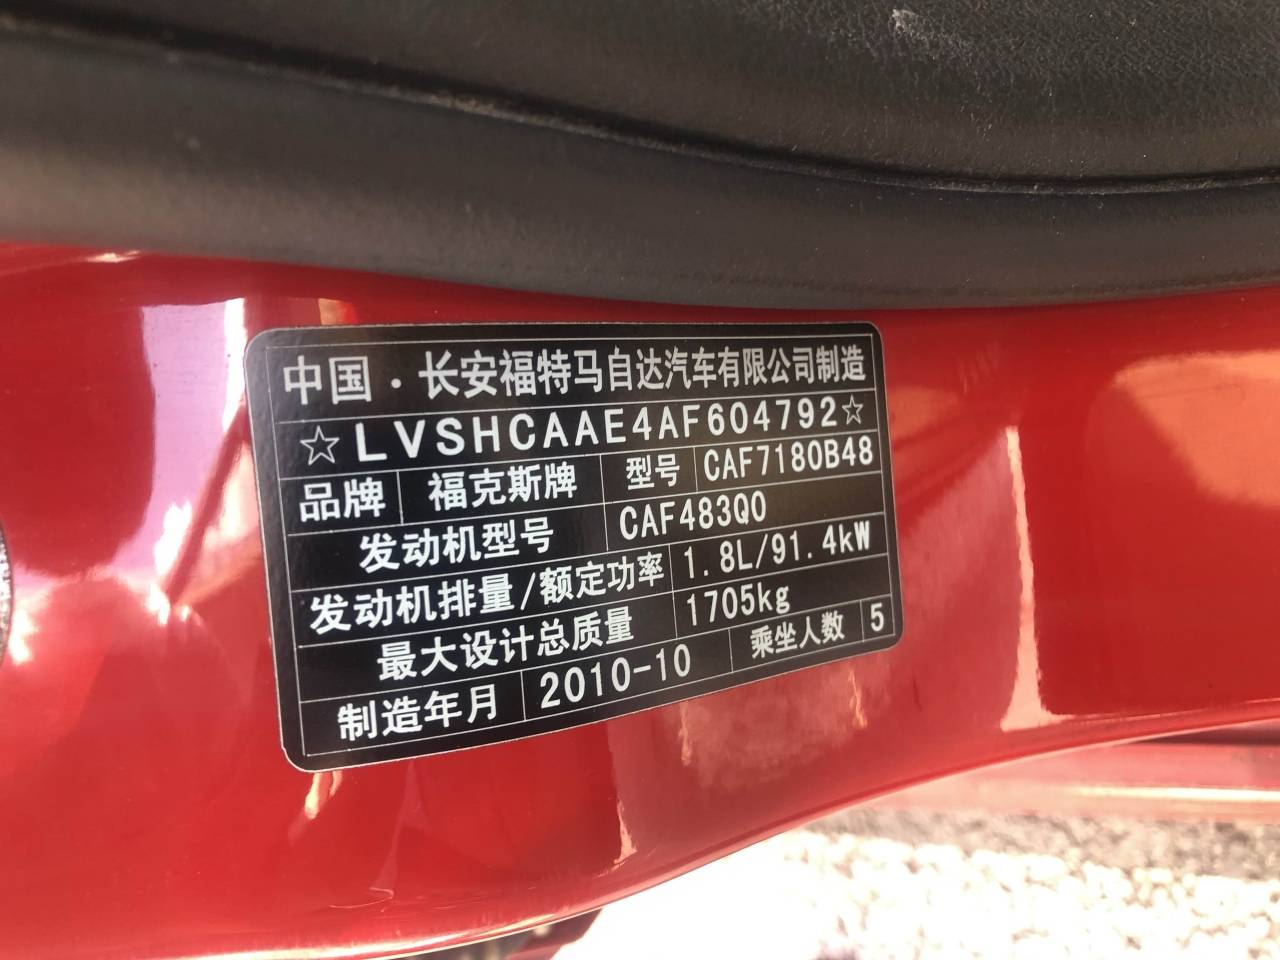 中国·长安福特马自达汽车有限公司制造
☆LVSHCAAE4AF604792☆
品牌 福克斯牌 型号 CAF7180B48
发动机型号 CAF483Q0
发动机排量/额定功率 1.8L/91.4kW
最大设计总质量 1705kg
制造年月 2010-10 乘坐人数 5